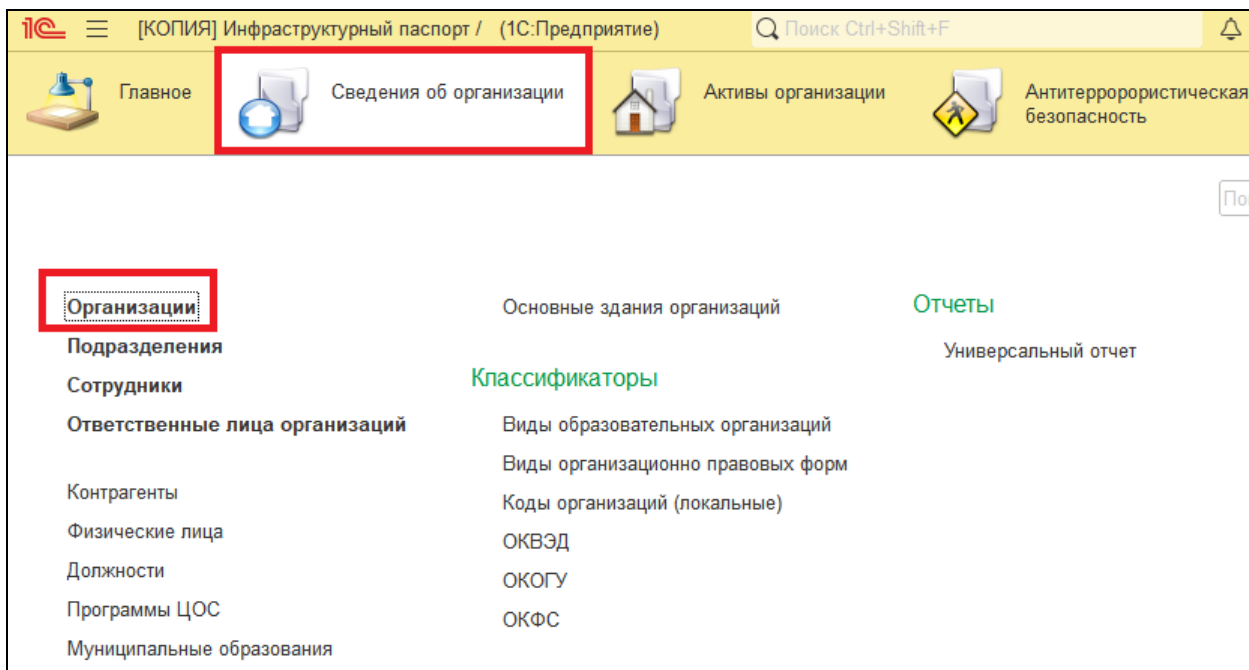 1С [КОПИЯ] Инфраструктурный паспорт / (1С:Предприятие) Поиск Ctrl+Shift+F
Главное Сведения об организации Активы организации Антитерророристическая
безопасность
Организации Основные здания организаций Отчеты
Подразделения Универсальный отчет
Сотрудники Классификаторы
Ответственные лица организаций Виды образовательных организаций
Виды организационно правовых форм
Контрагенты Коды организаций (локальные)
Физические лица ОКВЭД
Должности ОКОГУ
Программы ЦОС ОКФС
Муниципальные образования